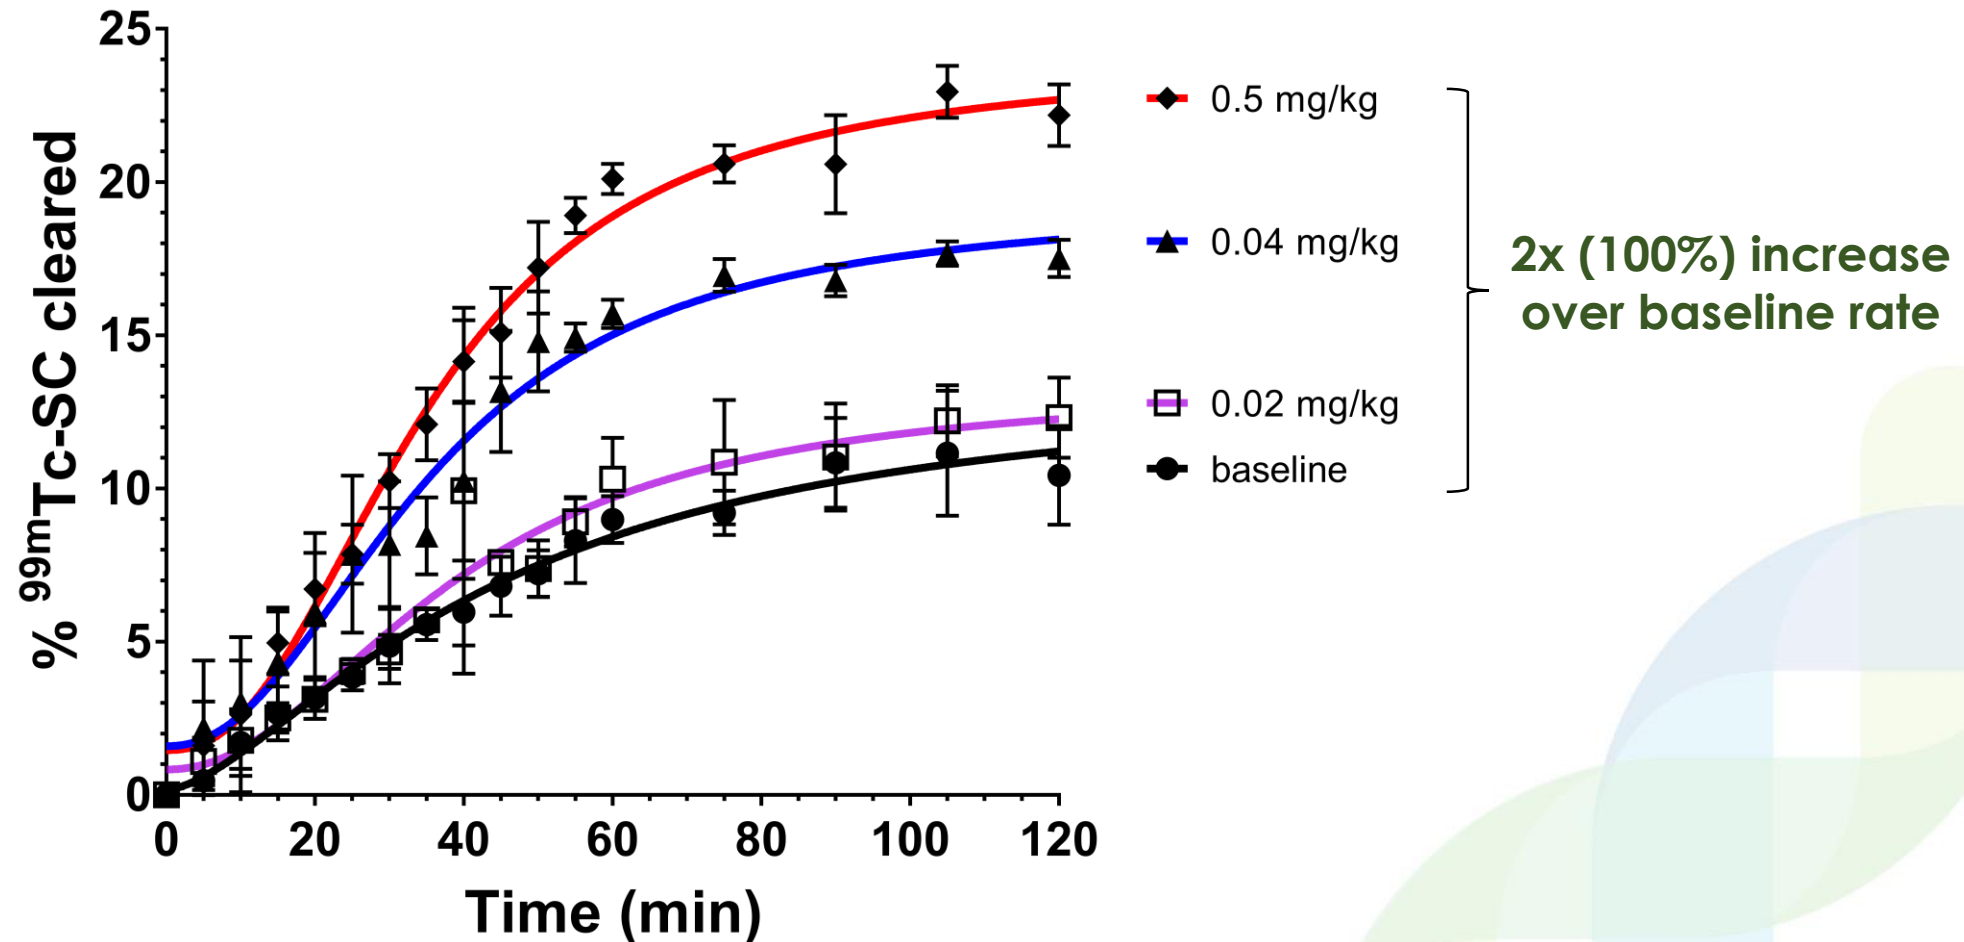 25
20
15
10
5
0
% ⁹⁹ᵐTc-SC cleared
0 20 40 60 80 100 120
Time (min)
0.5 mg/kg
0.04 mg/kg
0.02 mg/kg
baseline
2x (100%) increase
over baseline rate